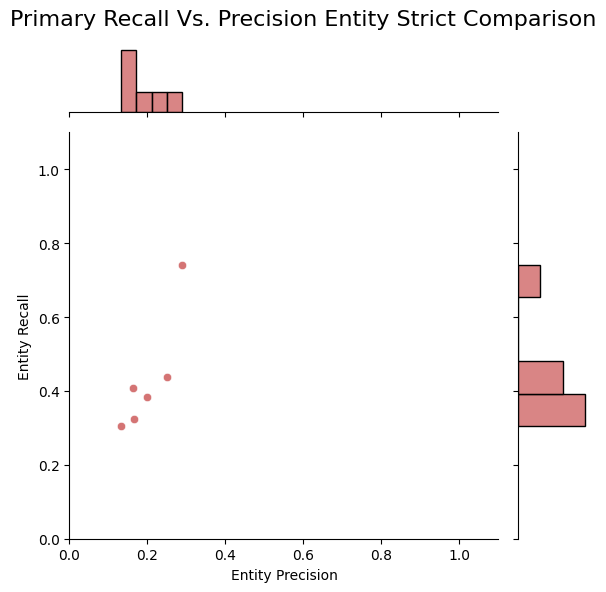 Primary Recall Vs. Precision Entity Strict Comparison
1.0
0.8
0.6
0.4
0.2
0.0
Entity Recall
0.0 0.2 0.4 0.6 0.8 1.0
Entity Precision